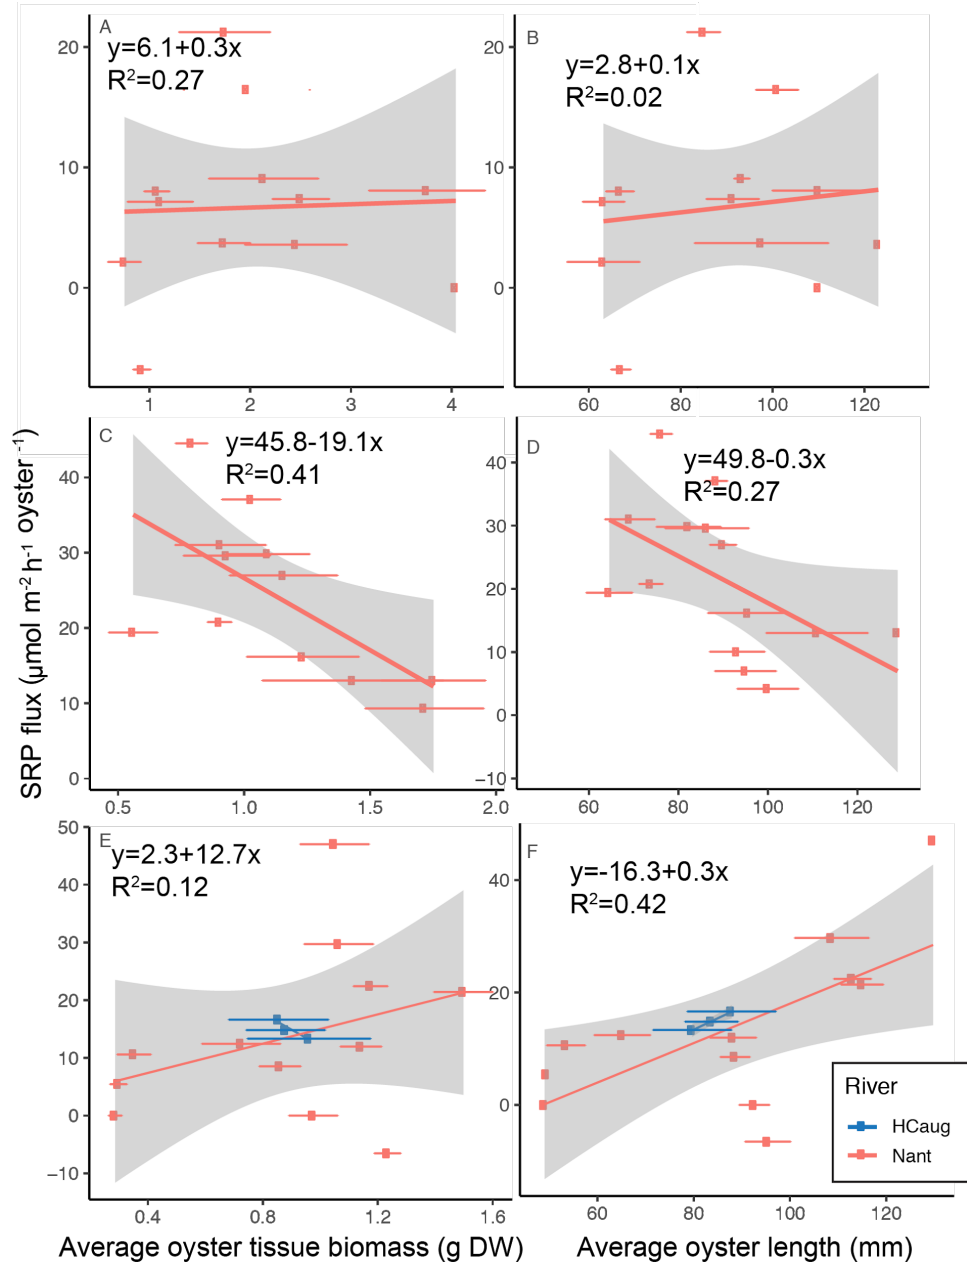 A
y=6.1+0.3x
R²=0.27
20
10
0
1 2 3 4
B
y=2.8+0.1x
R²=0.02
20
10
0
60 80 100 120
C
y=45.8-19.1x
R²=0.41
40
30
20
10
0
0.5 1.0 1.5 2.0
D
y=49.8-0.3x
R²=0.27
40
30
20
10
0
−10
60 80 100 120
SRP flux (μmol m⁻² h⁻¹ oyster⁻¹)
E
y=2.3+12.7x
R²=0.12
50
40
30
20
10
0
−10
0.4 0.8 1.2 1.6
F
y=-16.3+0.3x
R²=0.42
40
20
0
60 80 100 120
River
HCaug
Nant
Average oyster tissue biomass (g DW)
Average oyster length (mm)